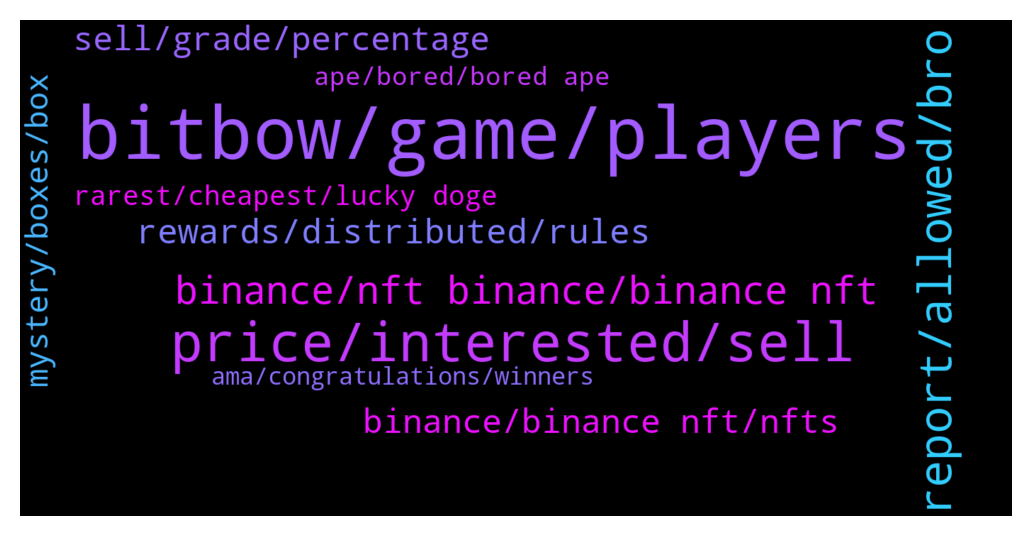 sell/grade/percentage
ape/bored/bored ape
bitbow/game/players
rarest/cheapest/lucky doge
rewards/distributed/rules
binance/nft binance/binance nft
price/interested/sell
ama/congratulations/winners
binance/binance nft/nfts
mystery/boxes/box
report/allowed/bro